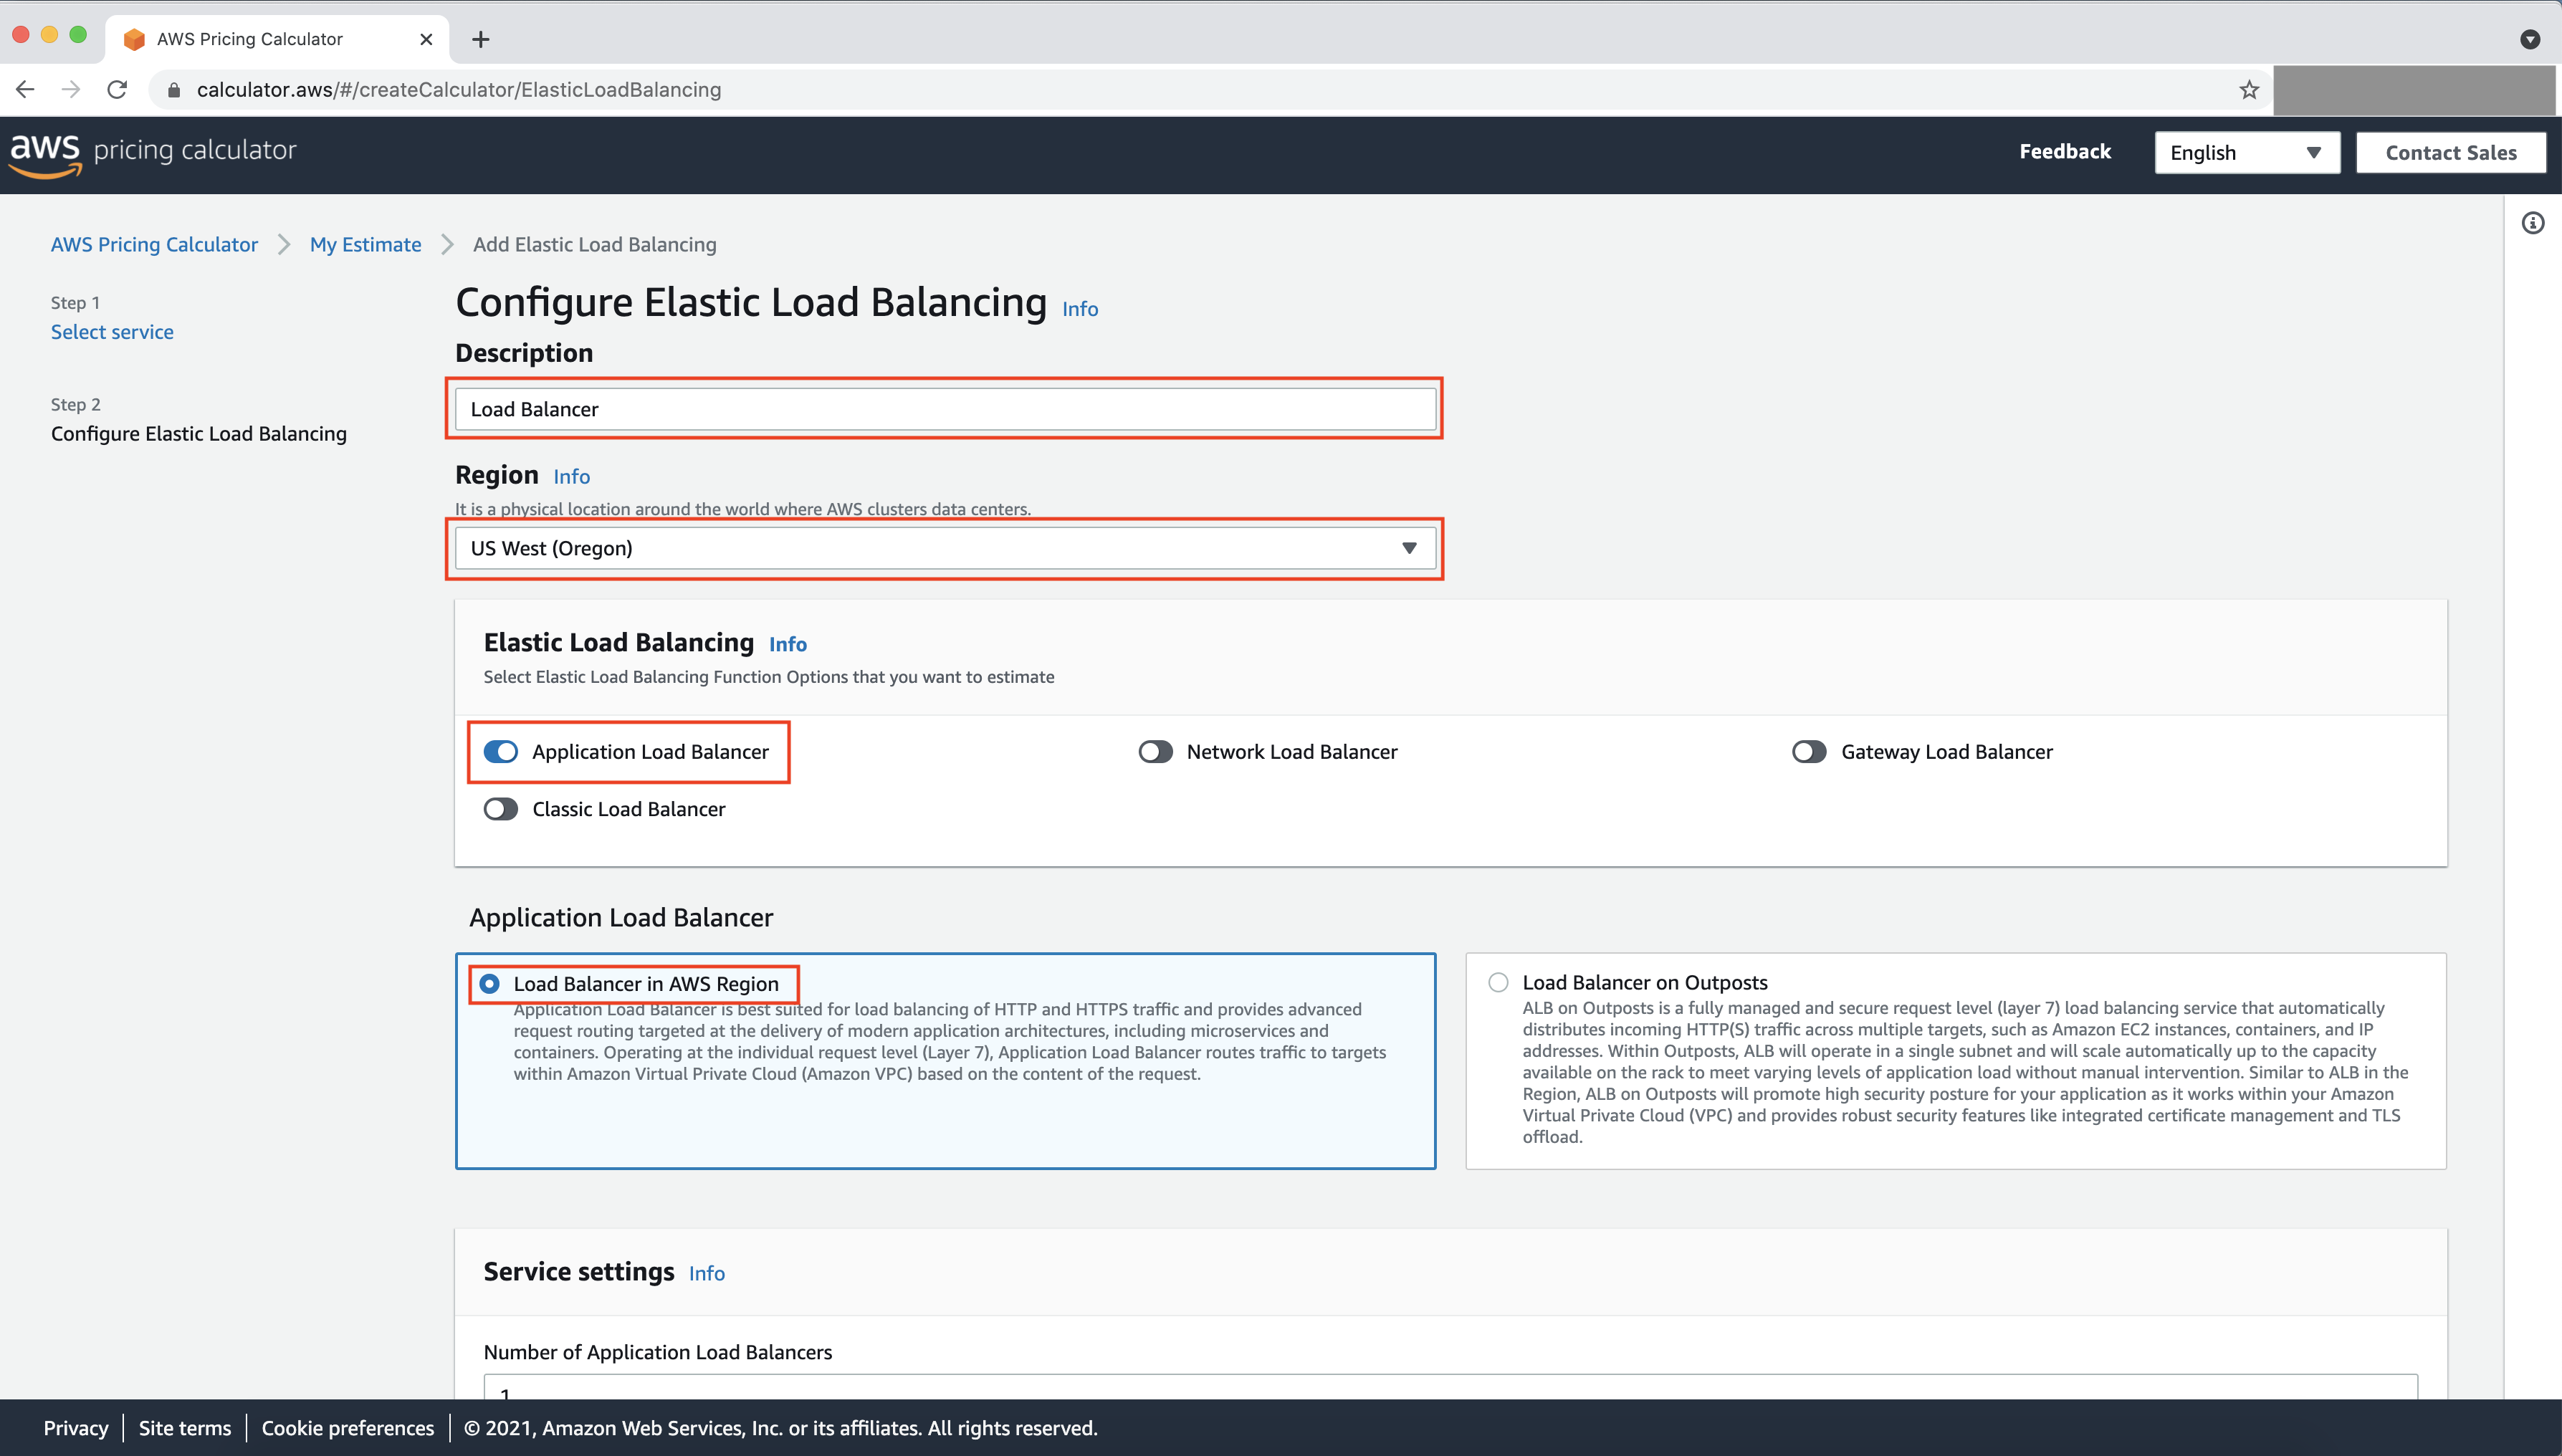 AWS Pricing Calculator
calculator.aws/#/createCalculator/ElasticLoadBalancing
aws pricing calculator
Feedback
English
Contact Sales
AWS Pricing Calculator
My Estimate
Add Elastic Load Balancing
Step 1
Select service
Step 2
Configure Elastic Load Balancing
Configure Elastic Load Balancing Info
Description
Load Balancer
Region Info
It is a physical location around the world where AWS clusters data centers.
US West (Oregon)
Elastic Load Balancing Info
Select Elastic Load Balancing Function Options that you want to estimate
Application Load Balancer
Network Load Balancer
Gateway Load Balancer
Classic Load Balancer
Application Load Balancer
Load Balancer in AWS Region
Application Load Balancer is best suited for load balancing of HTTP and HTTPS traffic and provides advanced
request routing targeted at the delivery of modern application architectures, including microservices and
containers. Operating at the individual request level (Layer 7), Application Load Balancer routes traffic to targets
within Amazon Virtual Private Cloud (Amazon VPC) based on the content of the request.
Load Balancer on Outposts
ALB on Outposts is a fully managed and secure request level (layer 7) load balancing service that automatically
distributes incoming HTTP(S) traffic across multiple targets, such as Amazon EC2 instances, containers, and IP
addresses. Within Outposts, ALB will operate in a single subnet and will scale automatically up to the capacity
available on the rack to meet varying levels of application load without manual intervention. Similar to ALB in the
Region, ALB on Outposts will promote high security posture for your application as it works within your Amazon
Virtual Private Cloud (VPC) and provides robust security features like integrated certificate management and TLS
offload.
Service settings Info
Number of Application Load Balancers
1
Privacy
Site terms
Cookie preferences
© 2021, Amazon Web Services, Inc. or its affiliates. All rights reserved.